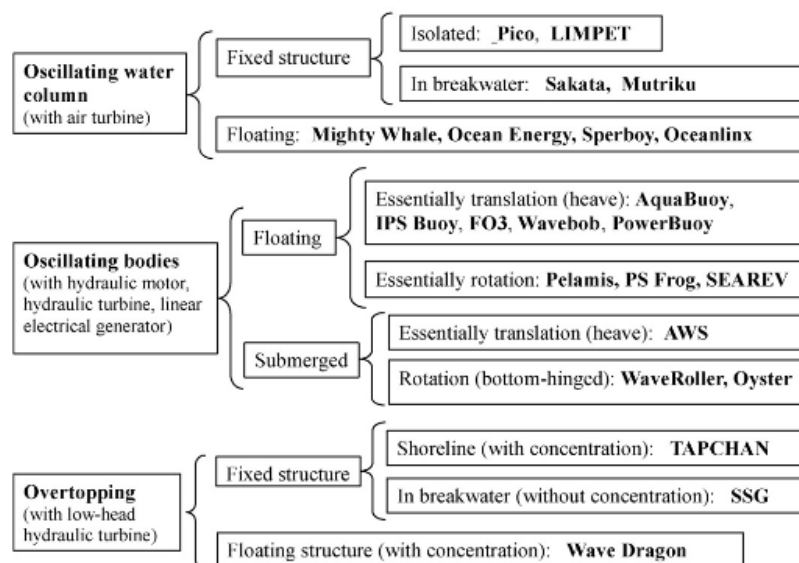 Oscillating water
column
(with air turbine)
Fixed structure
Isolated: _Pico, LIMPET
In breakwater: Sakata, Mutriku
Floating: Mighty Whale, Ocean Energy, Sperboy, Oceanlinx
Oscillating bodies
(with hydraulic motor,
hydraulic turbine, linear
electrical generator)
Floating
Essentially translation (heave): AquaBuoy,
IPS Buoy, FO3, Wavebob, PowerBuoy
Essentially rotation: Pelamis, PS Frog, SEAREV
Submerged
Essentially translation (heave): AWS
Rotation (bottom-hinged): WaveRoller, Oyster
Overtopping
(with low-head
hydraulic turbine)
Fixed structure
Shoreline (with concentration): TAPCHAN
In breakwater (without concentration): SSG
Floating structure (with concentration): Wave Dragon